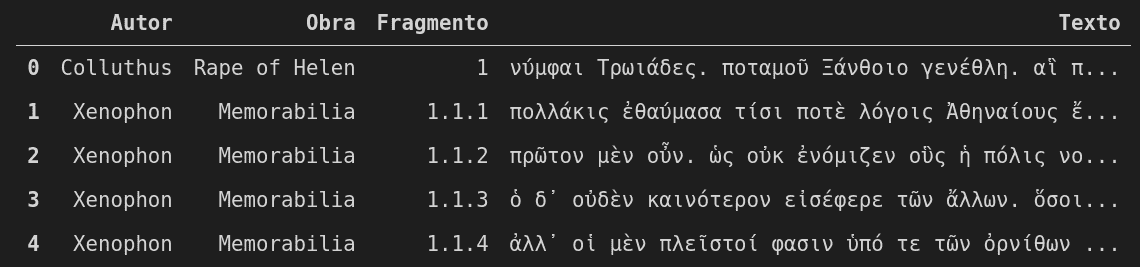 Autor Obra Fragmento Texto
0 Colluthus Rape of Helen 1 νύμφαι Τρωιάδες. ποταμοῦ Ξάνθοιο γενέθλη. αἳ π...
1 Xenophon Memorabilia 1.1.1 πολλάκις ἐθαύμασα τίσι ποτὲ λόγοις Ἀθηναίους ἔ...
2 Xenophon Memorabilia 1.1.2 πρῶτον μὲν οὖν. ὡς οὐκ ἐνόμιζεν οὓς ἡ πόλις νο...
3 Xenophon Memorabilia 1.1.3 ὁ δ᾽ οὐδὲν καινότερον εἰσέφερε τῶν ἄλλων. ὅσοι...
4 Xenophon Memorabilia 1.1.4 ἀλλ᾽ οἱ μὲν πλεῖστοί φασιν ὑπό τε τῶν ὀρνίθων ...